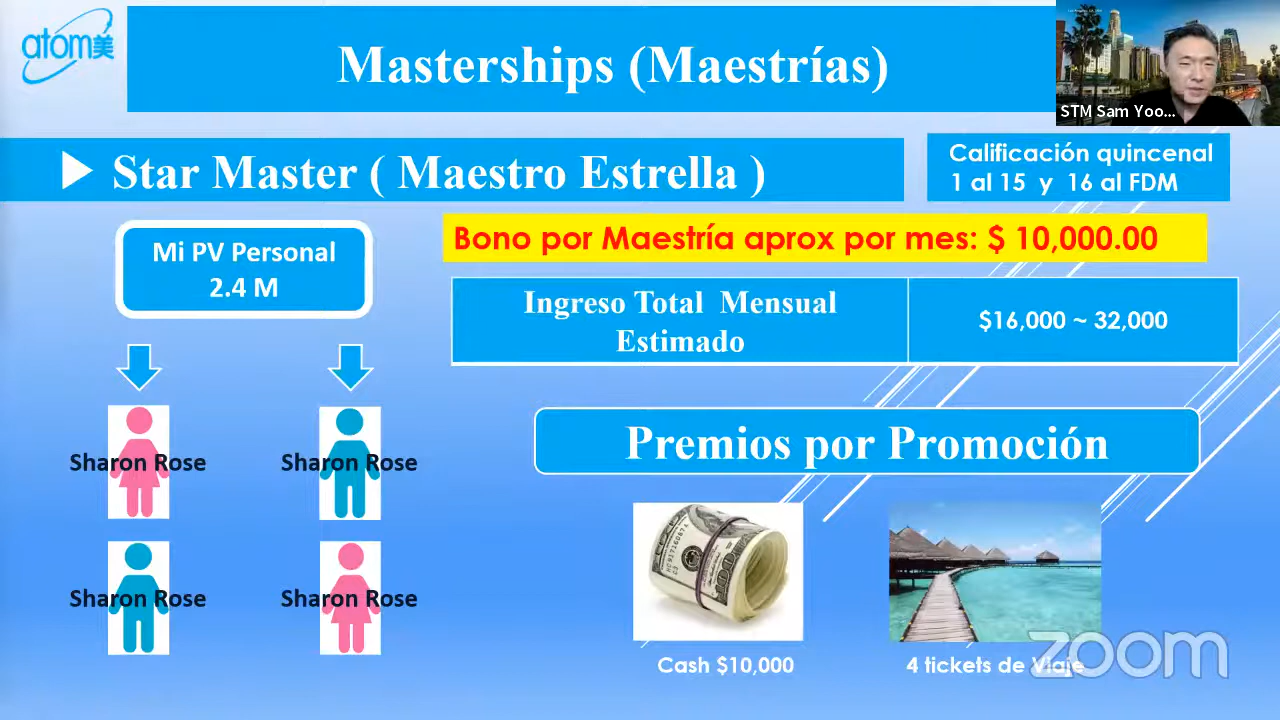 atom美
Masterships (Maestrías)
STM Sam Yoo...
Star Master ( Maestro Estrella )
Calificación quincenal
1 al 15 y 16 al FDM
Mi PV Personal
2.4 M
Bono por Maestría aprox por mes: $ 10,000.00
Ingreso Total Mensual
Estimado
$16,000 ~ 32,000
Sharon Rose
Sharon Rose
Premios por Promoción
Sharon Rose
Sharon Rose
Cash $10,000
4 tickets de Viaje
zoom